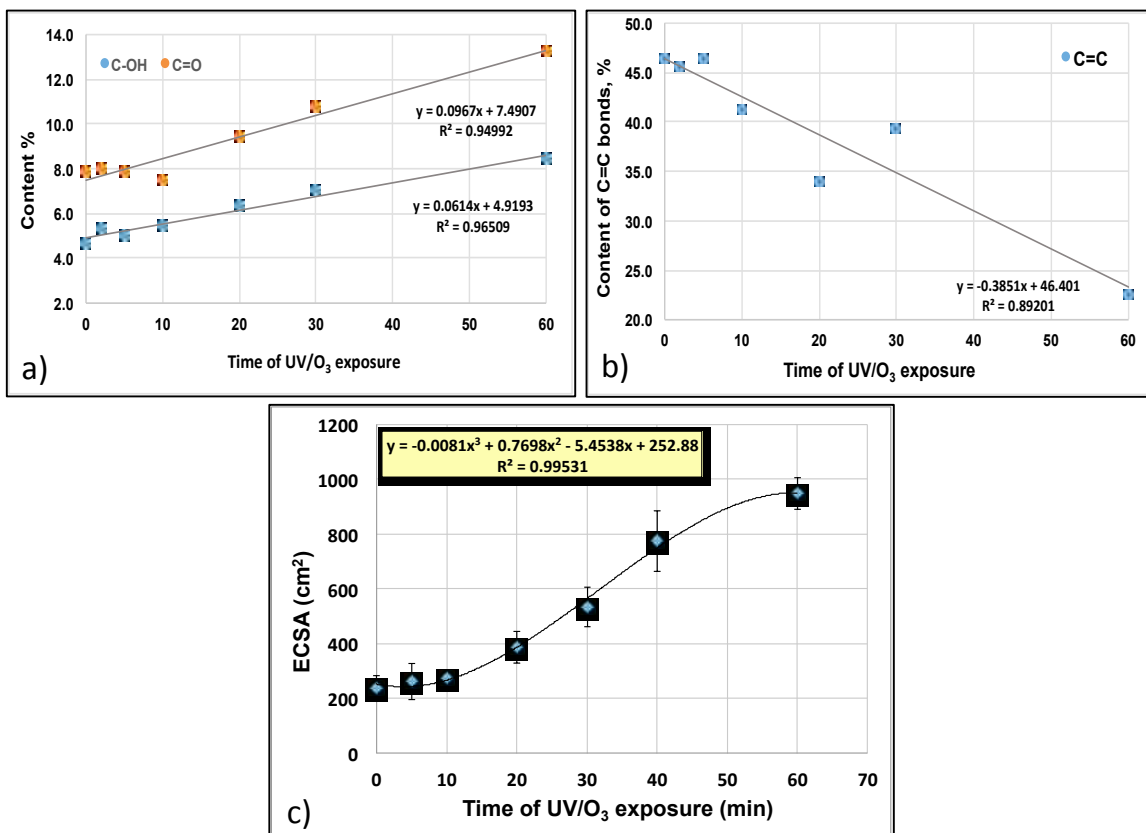 14.0
12.0
10.0
8.0
6.0
4.0
2.0
Content %
C-OH C=O
y = 0.0967x + 7.4907
R² = 0.94992
y = 0.0614x + 4.9193
R² = 0.96509
0 10 20 30 40 50 60
Time of UV/O₃ exposure
a)
50.0
45.0
40.0
35.0
30.0
25.0
20.0
Content of C=C bonds, %
C=C
y = -0.3851x + 46.401
R² = 0.89201
0 10 20 30 40 50 60
Time of UV/O₃ exposure
b)
1200
1000
800
600
400
200
0
ECSA (cm²)
y = -0.0081x³ + 0.7698x² - 5.4538x + 252.88
R² = 0.99531
0 10 20 30 40 50 60 70
Time of UV/O₃ exposure (min)
c)